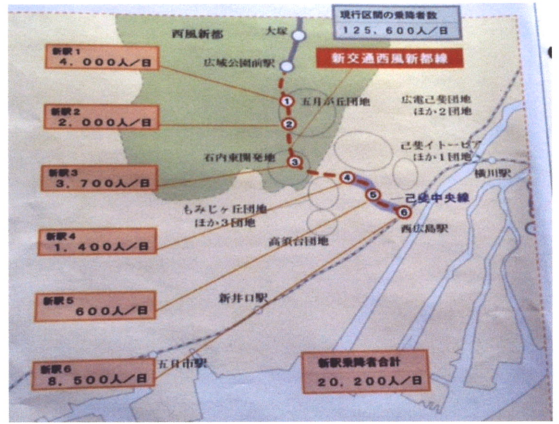 現行区間の乗降者数
125,600人/日
西風新都
大塚
新交通西風新都線
広域公園前駅
新駅1
4,000人/日
1
五月が丘団地
広電己斐団地
ほか2団地
新駅2
2,000人/日
2
己斐イトーピア
ほか1団地
石内東開発地
3
横川駅
新駅3
3,700人/日
4
5
己斐中央線
もみじヶ丘団地
ほか3団地
6
西広島駅
新駅4
1,400人/日
高須台団地
新駅5
600人/日
新井口駅
新駅6
8,500人/日
五日市駅
新駅乗降者合計
20,200人/日